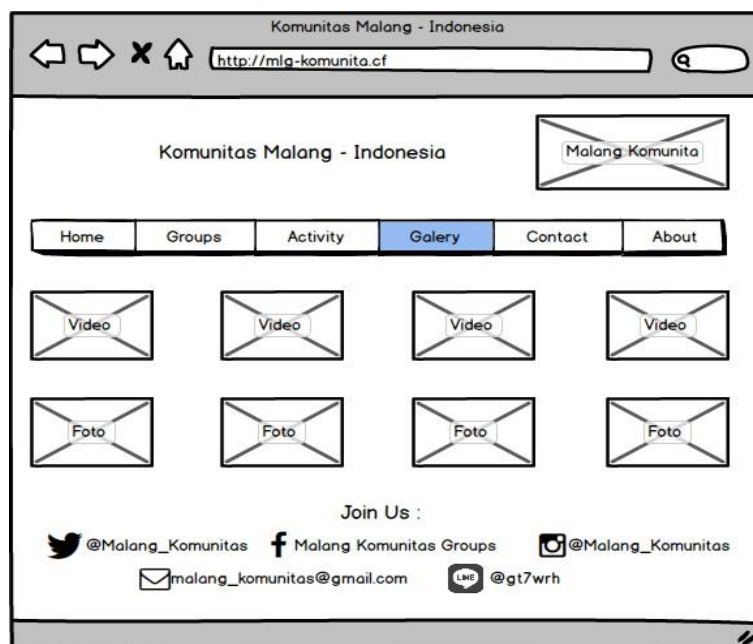 Komunitas Malang - Indonesia
http://mlg-komunita.cf
Komunitas Malang - Indonesia
Malang Komunita
Home Groups Activity Galery Contact About
Video Video Video Video
Foto Foto Foto Foto
Join Us :
@Malang_Komunitas Malang Komunitas Groups @Malang_Komunitas
malang_komunitas@gmail.com LINE @gt7wrh